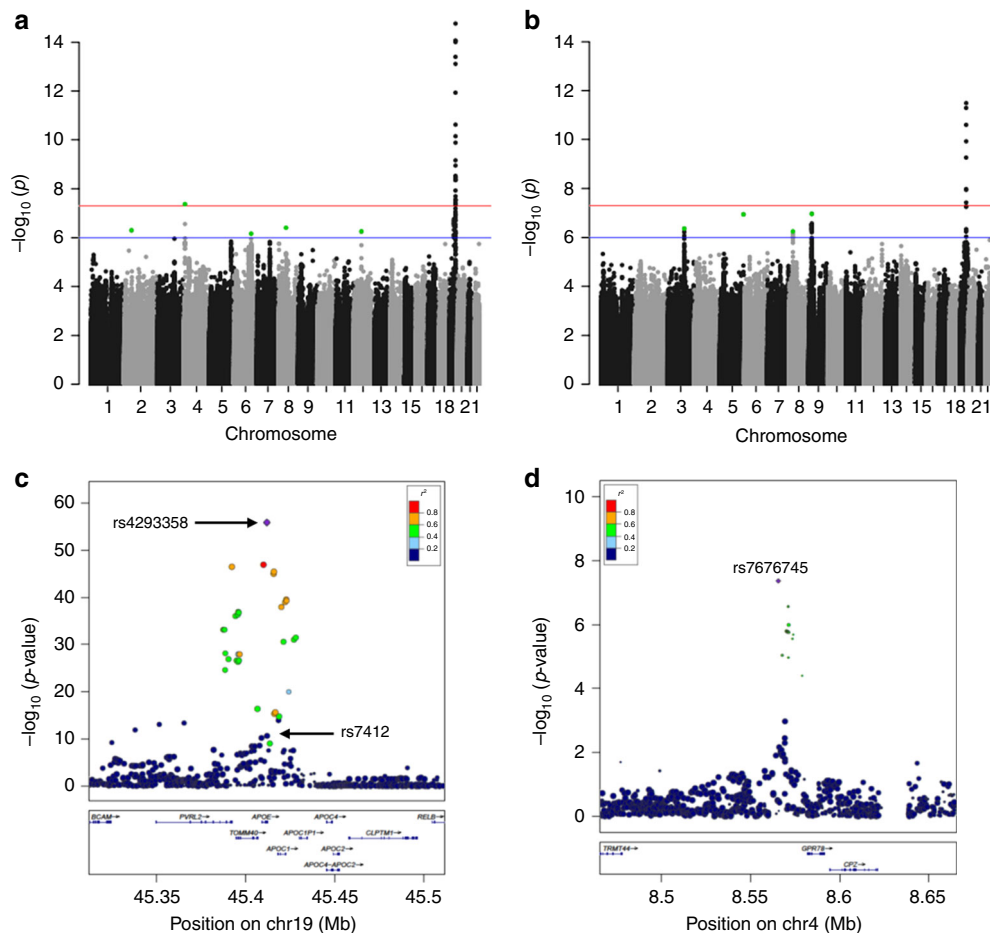 a
14
12
10
8
6
4
2
0
–log10 (p)
1 2 3 4 5 6 7 8 9 11 13 15 18 21
Chromosome
b
14
12
10
8
6
4
2
0
–log10 (p)
1 2 3 4 5 6 7 8 9 11 13 15 18 21
Chromosome
c
60
50
40
30
20
10
0
–log10 (p-value)
rs4293358
rs7412
r2
0.8
0.6
0.4
0.2
BCAM→ PVRL2→ APOE→ APOC4→ RELB→
TOMM40→ APOC1P1→ CLPTM1→
APOC1→ APOC2→
APOC4–APOC2→
45.35 45.4 45.45 45.5
Position on chr19 (Mb)
d
10
8
6
4
2
0
–log10 (p-value)
rs7676745
r2
0.8
0.6
0.4
0.2
TRMT44→ GPR78→
CPZ→
8.5 8.55 8.6 8.65
Position on chr4 (Mb)